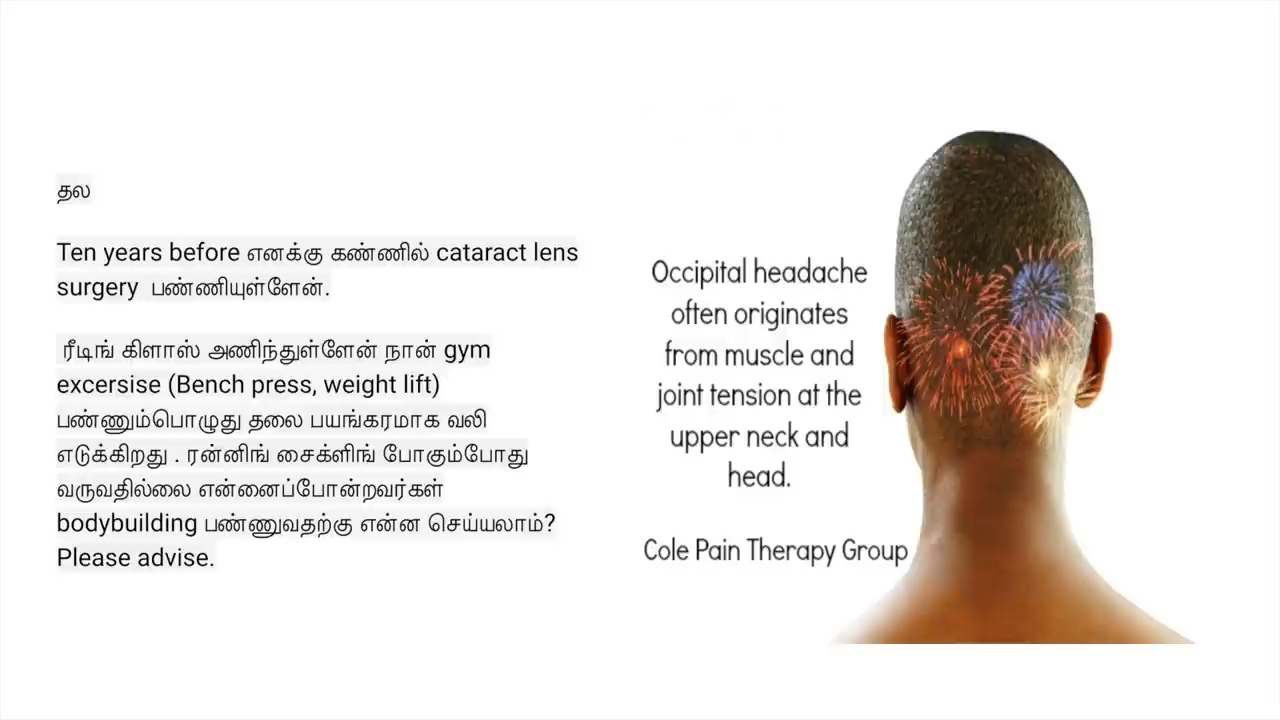 தல
Ten years before எனக்கு கண்ணில் cataract lens
surgery பண்ணியுள்ளேன்.
ரீடிங் கிளாஸ் அணிந்துள்ளேன் நான் gym
excersise (Bench press, weight lift)
பண்ணும்பொழுது தலை பயங்கரமாக வலி
எடுக்கிறது . ரன்னிங் சைக்ளிங் போகும்போது
வருவதில்லை என்னைப்போன்றவர்கள்
bodybuilding பண்ணுவதற்கு என்ன செய்யலாம்?
Please advise.
Occipital headache
often originates
from muscle and
joint tension at the
upper neck and
head.
Cole Pain Therapy Group